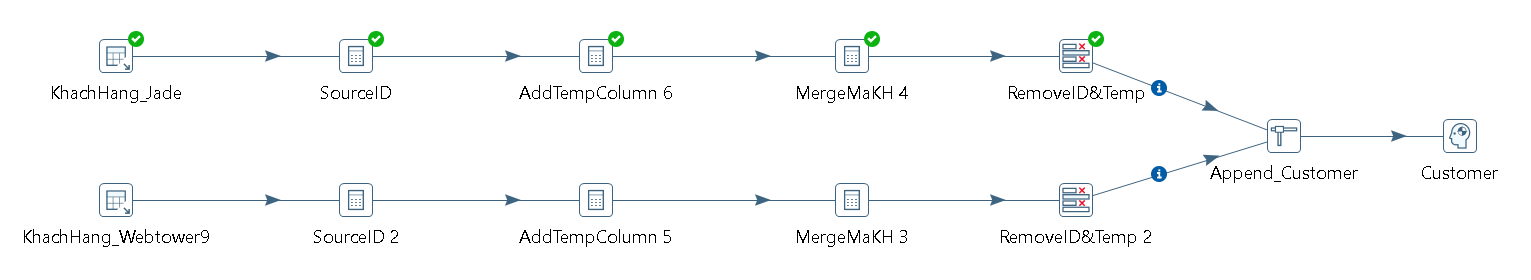 KhachHang_Jade
SourceID
AddTempColumn 6
MergeMaKH 4
RemoveID&Temp
Append_Customer
Customer
KhachHang_Webtower9
SourceID 2
AddTempColumn 5
MergeMaKH 3
RemoveID&Temp 2